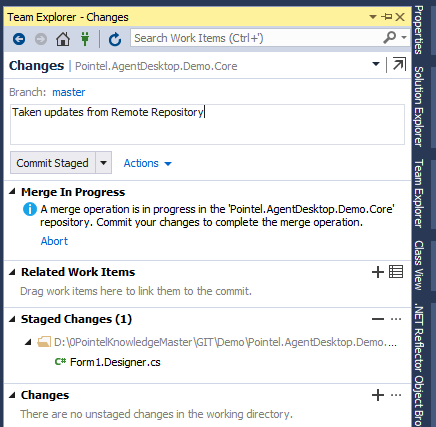 Team Explorer - Changes
Search Work Items (Ctrl+')
Changes | Pointel.AgentDesktop.Demo.Core
Branch: master
Taken updates from Remote Repository
Commit Staged
Actions
Merge In Progress
A merge operation is in progress in the 'Pointel.AgentDesktop.Demo.Core'
repository. Commit your changes to complete the merge operation.
Abort
Related Work Items
Drag work items here to link them to the commit.
Staged Changes (1)
D:\0PointelKnowledgeMaster\GIT\Demo\Pointel.AgentDesktop.Demo....
C# Form1.Designer.cs
Changes
There are no unstaged changes in the working directory.
Properties
Solution Explorer
Team Explorer
Class View
.NET Reflector Object Bro